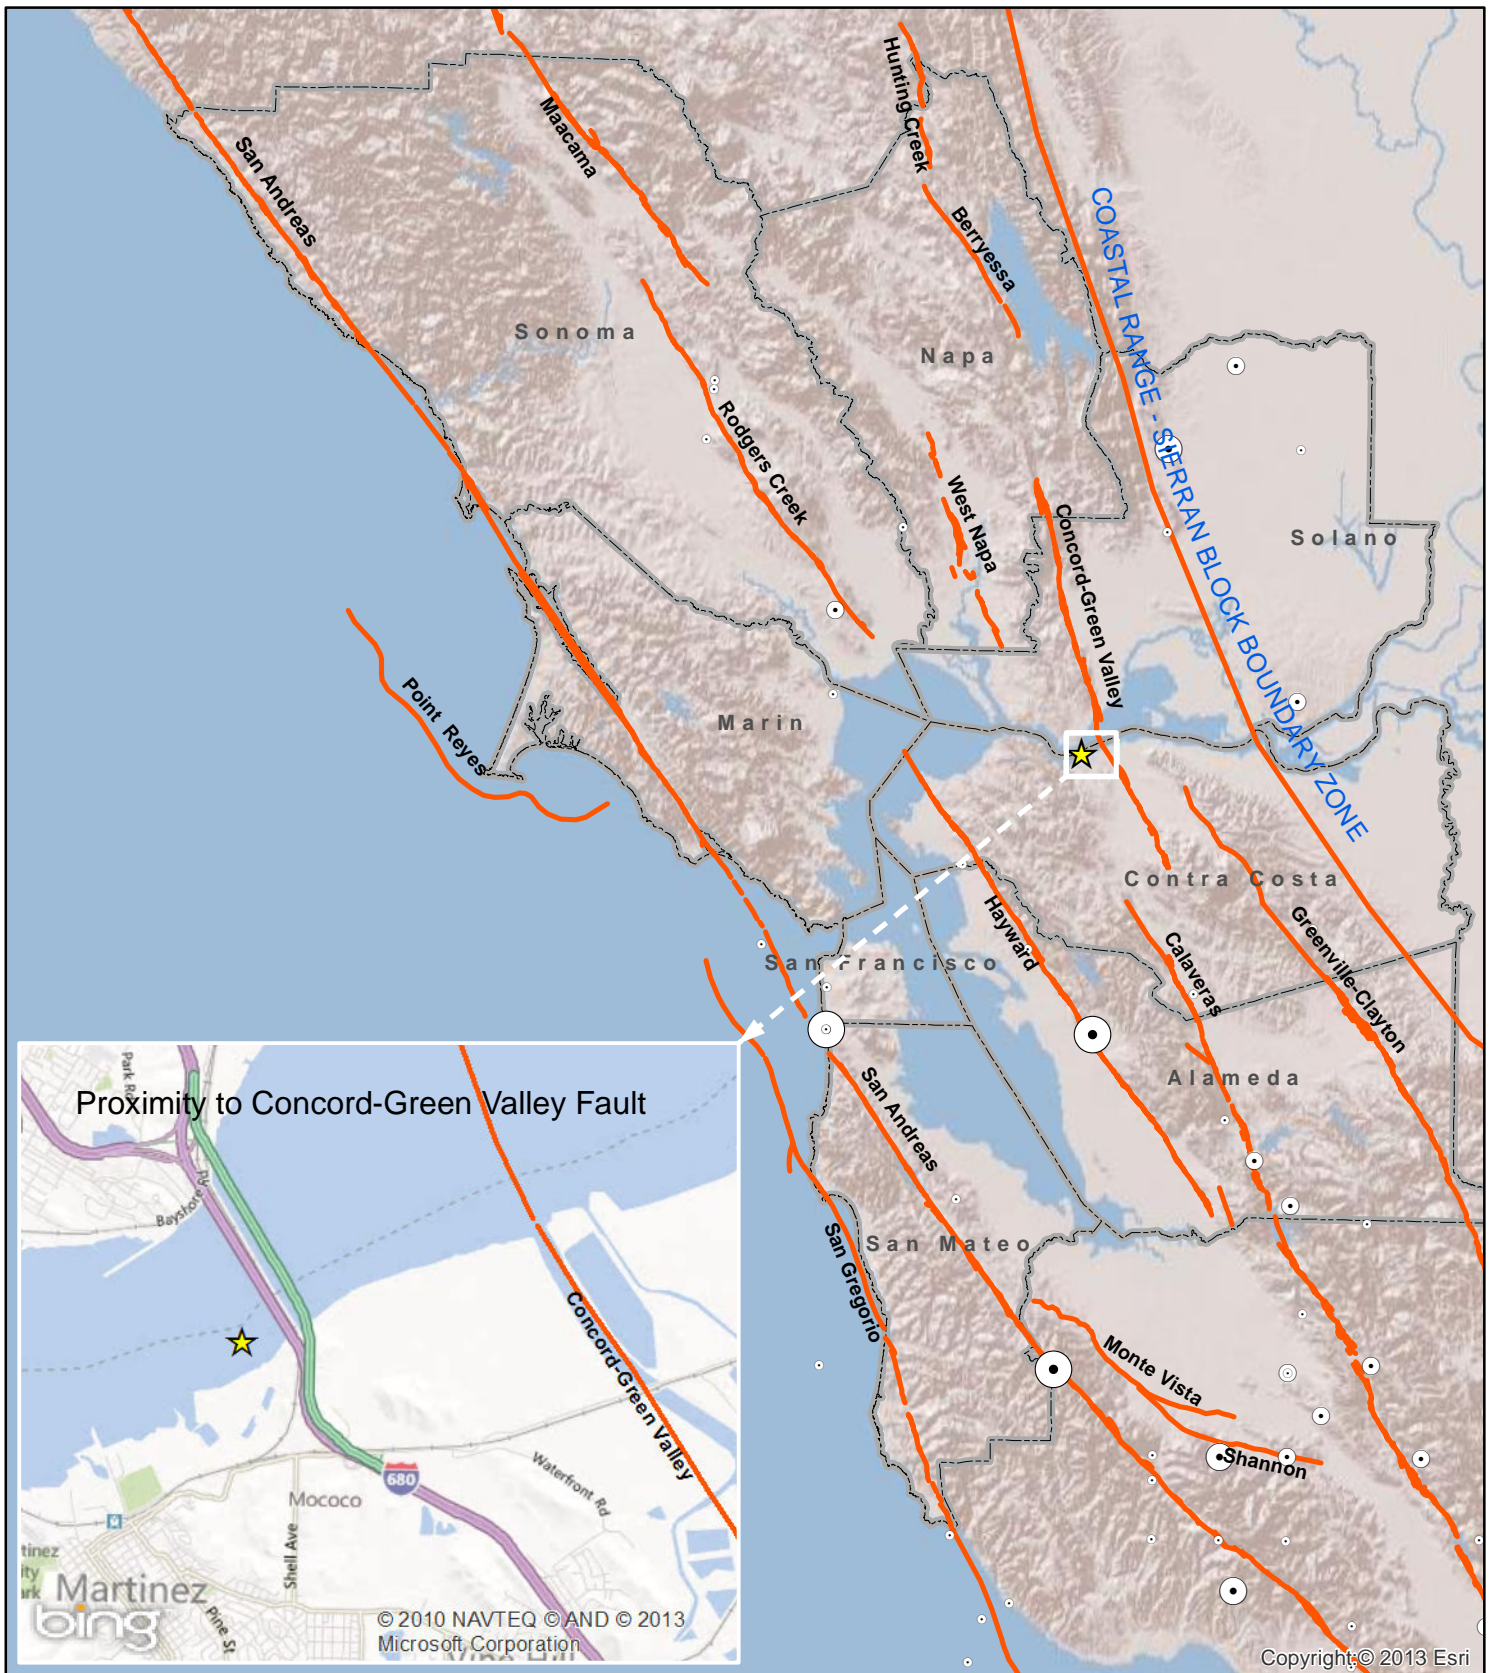 Hunting Creek
Maacama
San Andreas
Berryessa
COASTAL RANGE - SIERRAN BLOCK BOUNDARY ZONE
Sonoma
Napa
Rodgers Creek
West Napa
Concord-Green Valley
Solano
Point Reyes
Marin
Contra Costa
Hayward
Calaveras
Greenville-Clayton
San Francisco
Alameda
San Andreas
San Mateo
San Gregorio
Monte Vista
Shannon
Proximity to Concord-Green Valley Fault
Bayshore
Concord-Green Valley
680
Waterfront Rd
Mococo
Shell Ave
Martinez
Pine St
bing
© 2010 NAVTEQ © AND © 2013
Microsoft Corporation
Vine Hill
Copyright:© 2013 Esri